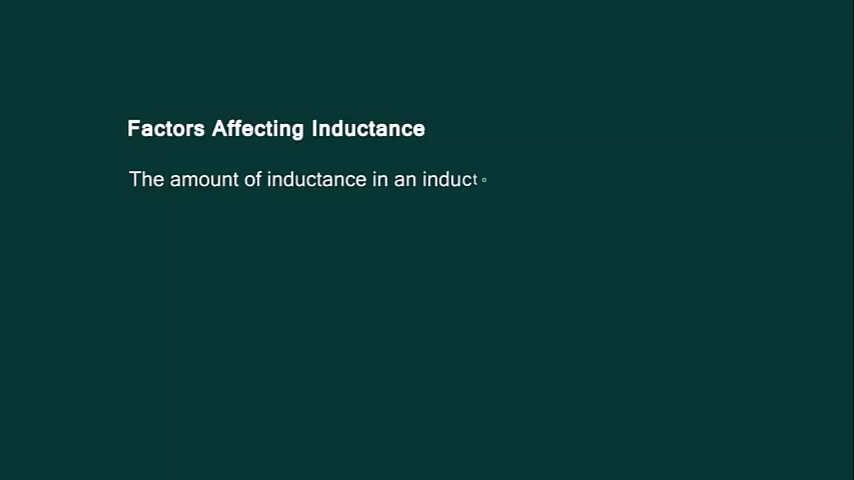 Factors Affecting Inductance
The amount of inductance in an induct